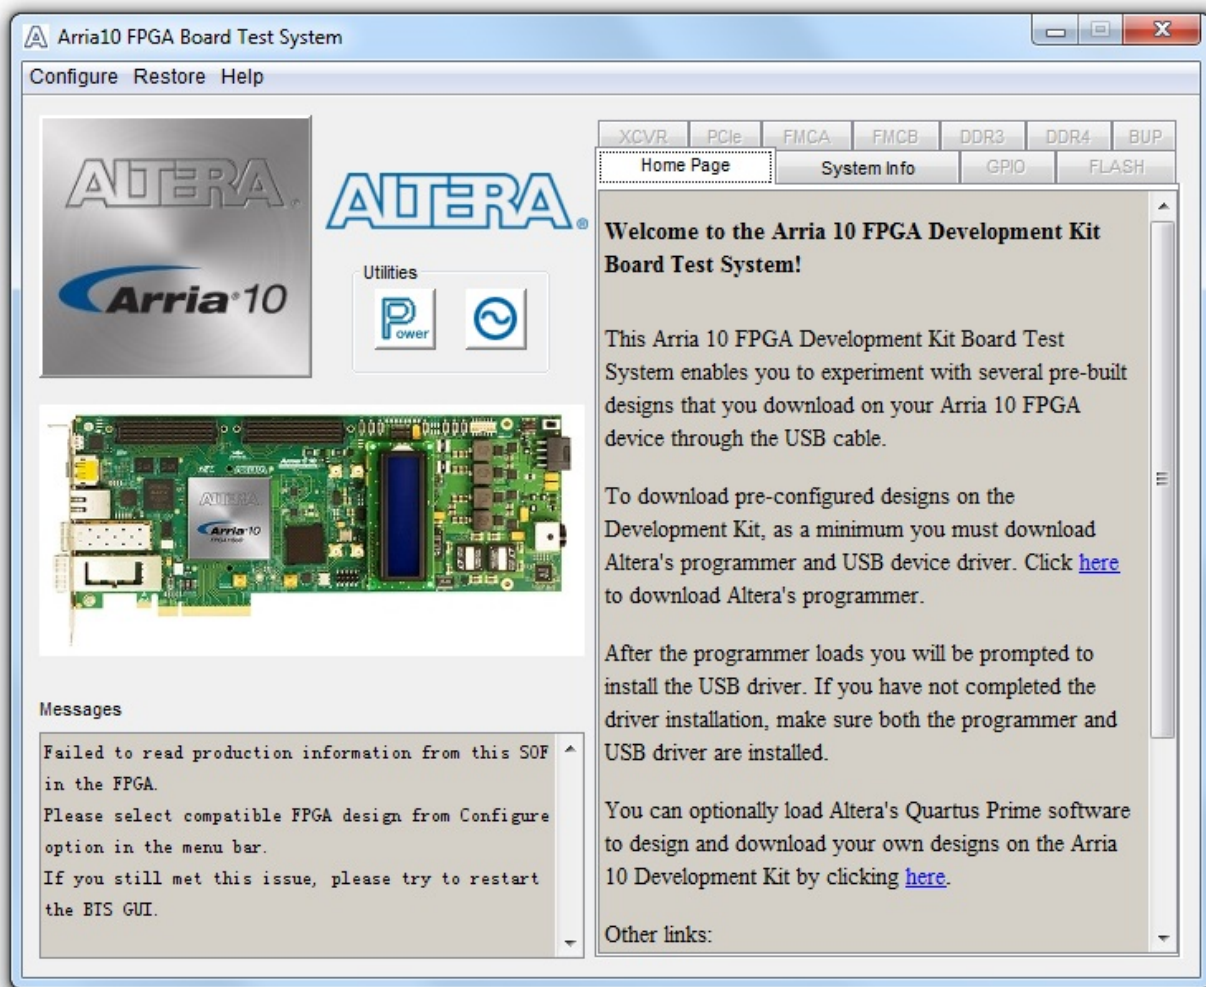 Arria10 FPGA Board Test System
Configure Restore Help
ALTERA®
Arria 10
ALTERA®
Utilities
Power
ALTERA
Arria 10
Messages
Failed to read production information from this SOF
in the FPGA.
Please select compatible FPGA design from Configure
option in the menu bar.
If you still met this issue, please try to restart
the BTS GUI.
XCVR PCIe FMCA FMCB DDR3 DDR4 BUP
Home Page System Info GPIO FLASH
Welcome to the Arria 10 FPGA Development Kit
Board Test System!
This Arria 10 FPGA Development Kit Board Test
System enables you to experiment with several pre-built
designs that you download on your Arria 10 FPGA
device through the USB cable.
To download pre-configured designs on the
Development Kit, as a minimum you must download
Altera's programmer and USB device driver. Click here
to download Altera's programmer.
After the programmer loads you will be prompted to
install the USB driver. If you have not completed the
driver installation, make sure both the programmer and
USB driver are installed.
You can optionally load Altera's Quartus Prime software
to design and download your own designs on the Arria
10 Development Kit by clicking here.
Other links: